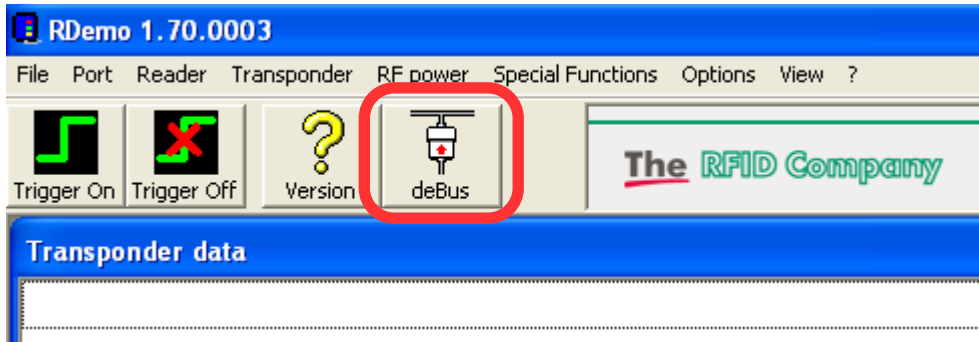 RDemo 1.70.0003
File Port Reader Transponder RF power Special Functions Options View ?
Trigger On Trigger Off Version deBus
The RFID Company
Transponder data